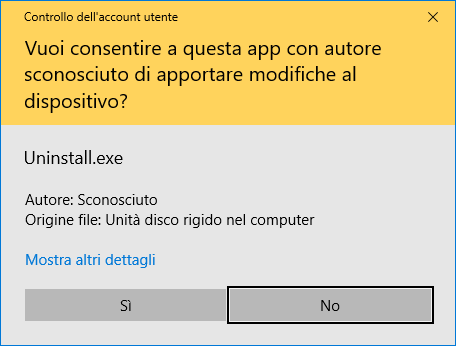 Controllo dell'account utente
Vuoi consentire a questa app con autore
sconosciuto di apportare modifiche al
dispositivo?
Uninstall.exe
Autore: Sconosciuto
Origine file: Unità disco rigido nel computer
Mostra altri dettagli
Sì
No